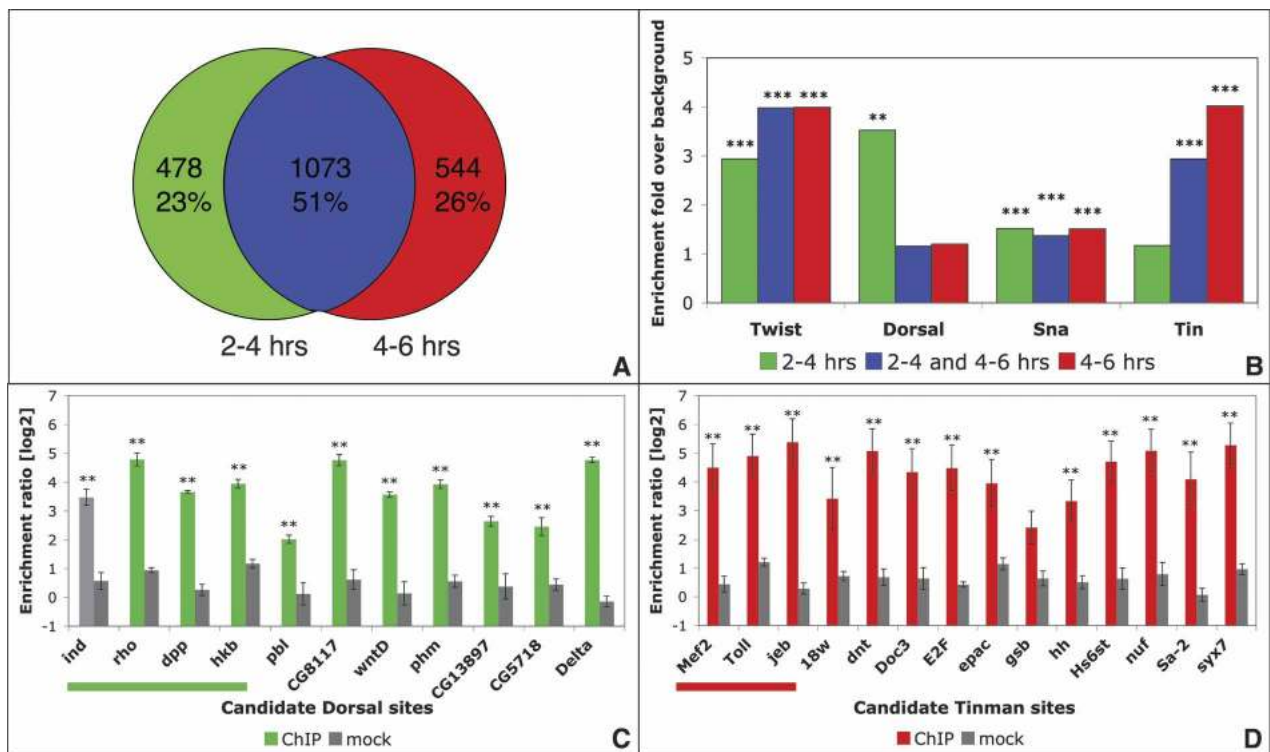 478
23%
1073
51%
544
26%
2-4 hrs
4-6 hrs
A
Enrichment fold over background
5
4
3
2
1
0
***
***
***
**
***
***
***
***
***
Twist
Dorsal
Sna
Tin
2-4 hrs
2-4 and 4-6 hrs
4-6 hrs
B
Enrichment ratio [log2]
7
6
5
4
3
2
1
0
-1
**
**
**
**
**
**
**
**
**
**
**
ind
rho
dpp
hkb
pbl
CG8117
wntD
phm
CG13897
CG5718
Delta
Candidate Dorsal sites
ChIP
mock
C
Enrichment ratio [log2]
7
6
5
4
3
2
1
0
-1
**
**
**
**
**
**
**
**
**
**
**
**
**
Mef2
Toll
jeb
18w
dnt
Doc3
E2F
epac
gsb
hh
Hs6st
nuf
Sa-2
syx7
Candidate Tinman sites
ChIP
mock
D